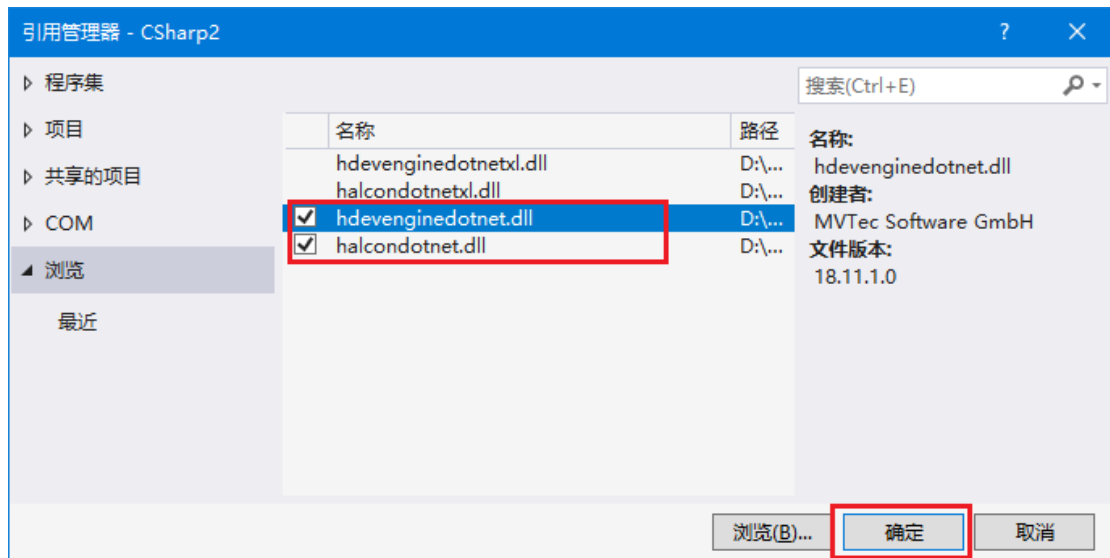 引用管理器 - CSharp2
?
程序集
项目
共享的项目
COM
浏览
最近
名称 路径
hdevenginedotnetxl.dll D:\...
halcondotnetxl.dll D:\...
hdevenginedotnet.dll D:\...
halcondotnet.dll D:\...
搜索(Ctrl+E)
名称:
hdevenginedotnet.dll
创建者:
MVTec Software GmbH
文件版本:
18.11.1.0
浏览(B)... 确定 取消